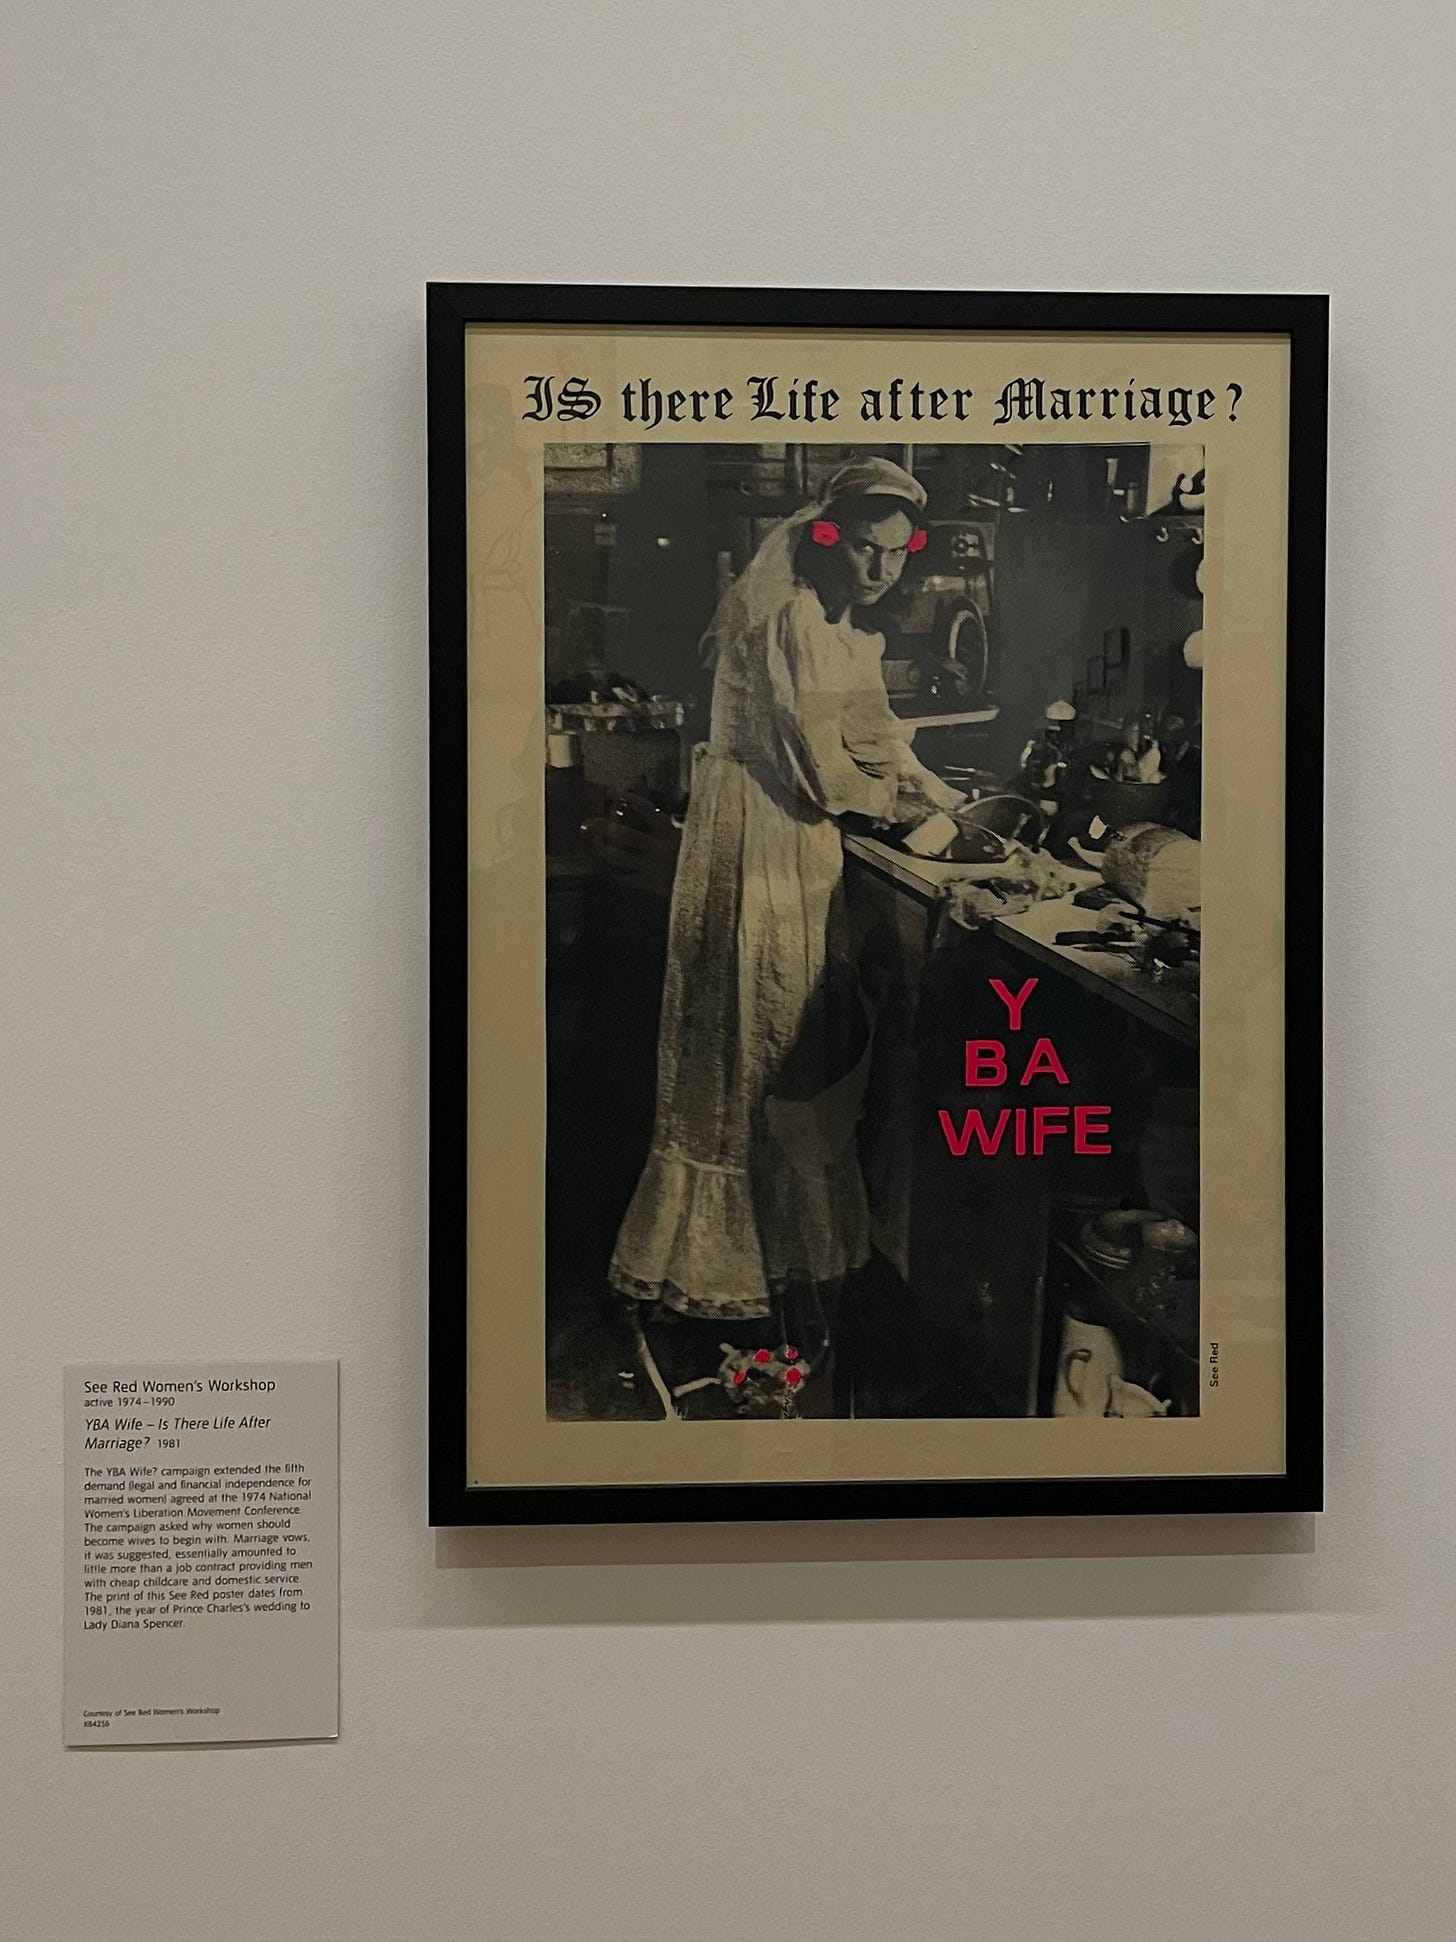 IS there Life after Marriage?
Y
BA
WIFE
See Red
See Red Women's Workshop
active 1974–1990
YBA Wife – Is There Life After
Marriage? 1981
The YBA Wife? campaign extended the fifth
demand (legal and financial independence for
married women) agreed at the 1974 National
Women's Liberation Movement Conference.
The campaign asked why women should
become wives to begin with. Marriage vows,
it was suggested, essentially amounted to
little more than a job contract providing men
with cheap childcare and domestic service.
The print of this See Red poster dates from
1981, the year of Prince Charles's wedding to
Lady Diana Spencer.
Courtesy of See Red Women's Workshop
X84256